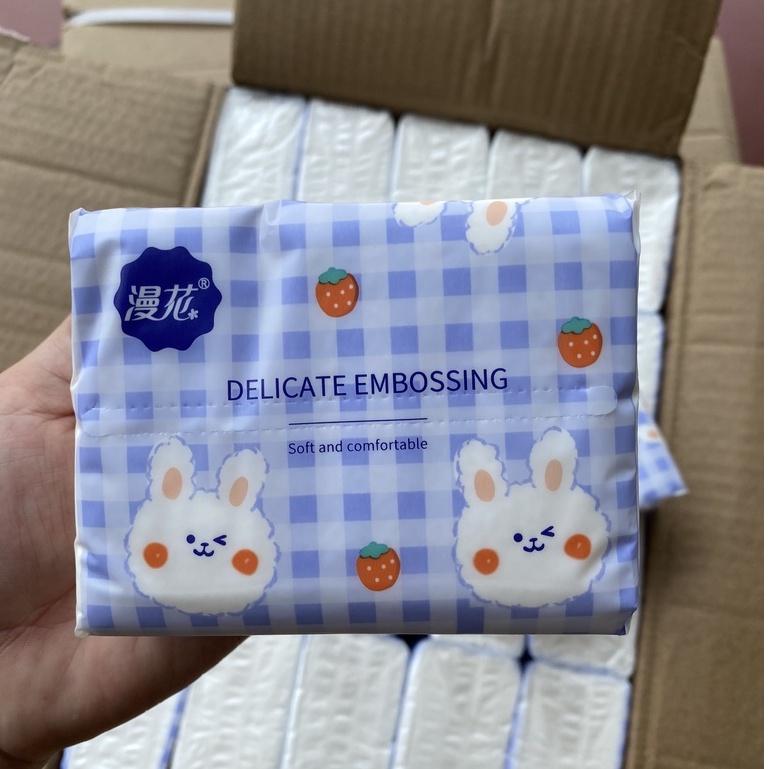 漫花®
DELICATE EMBOSSING
Soft and comfortable